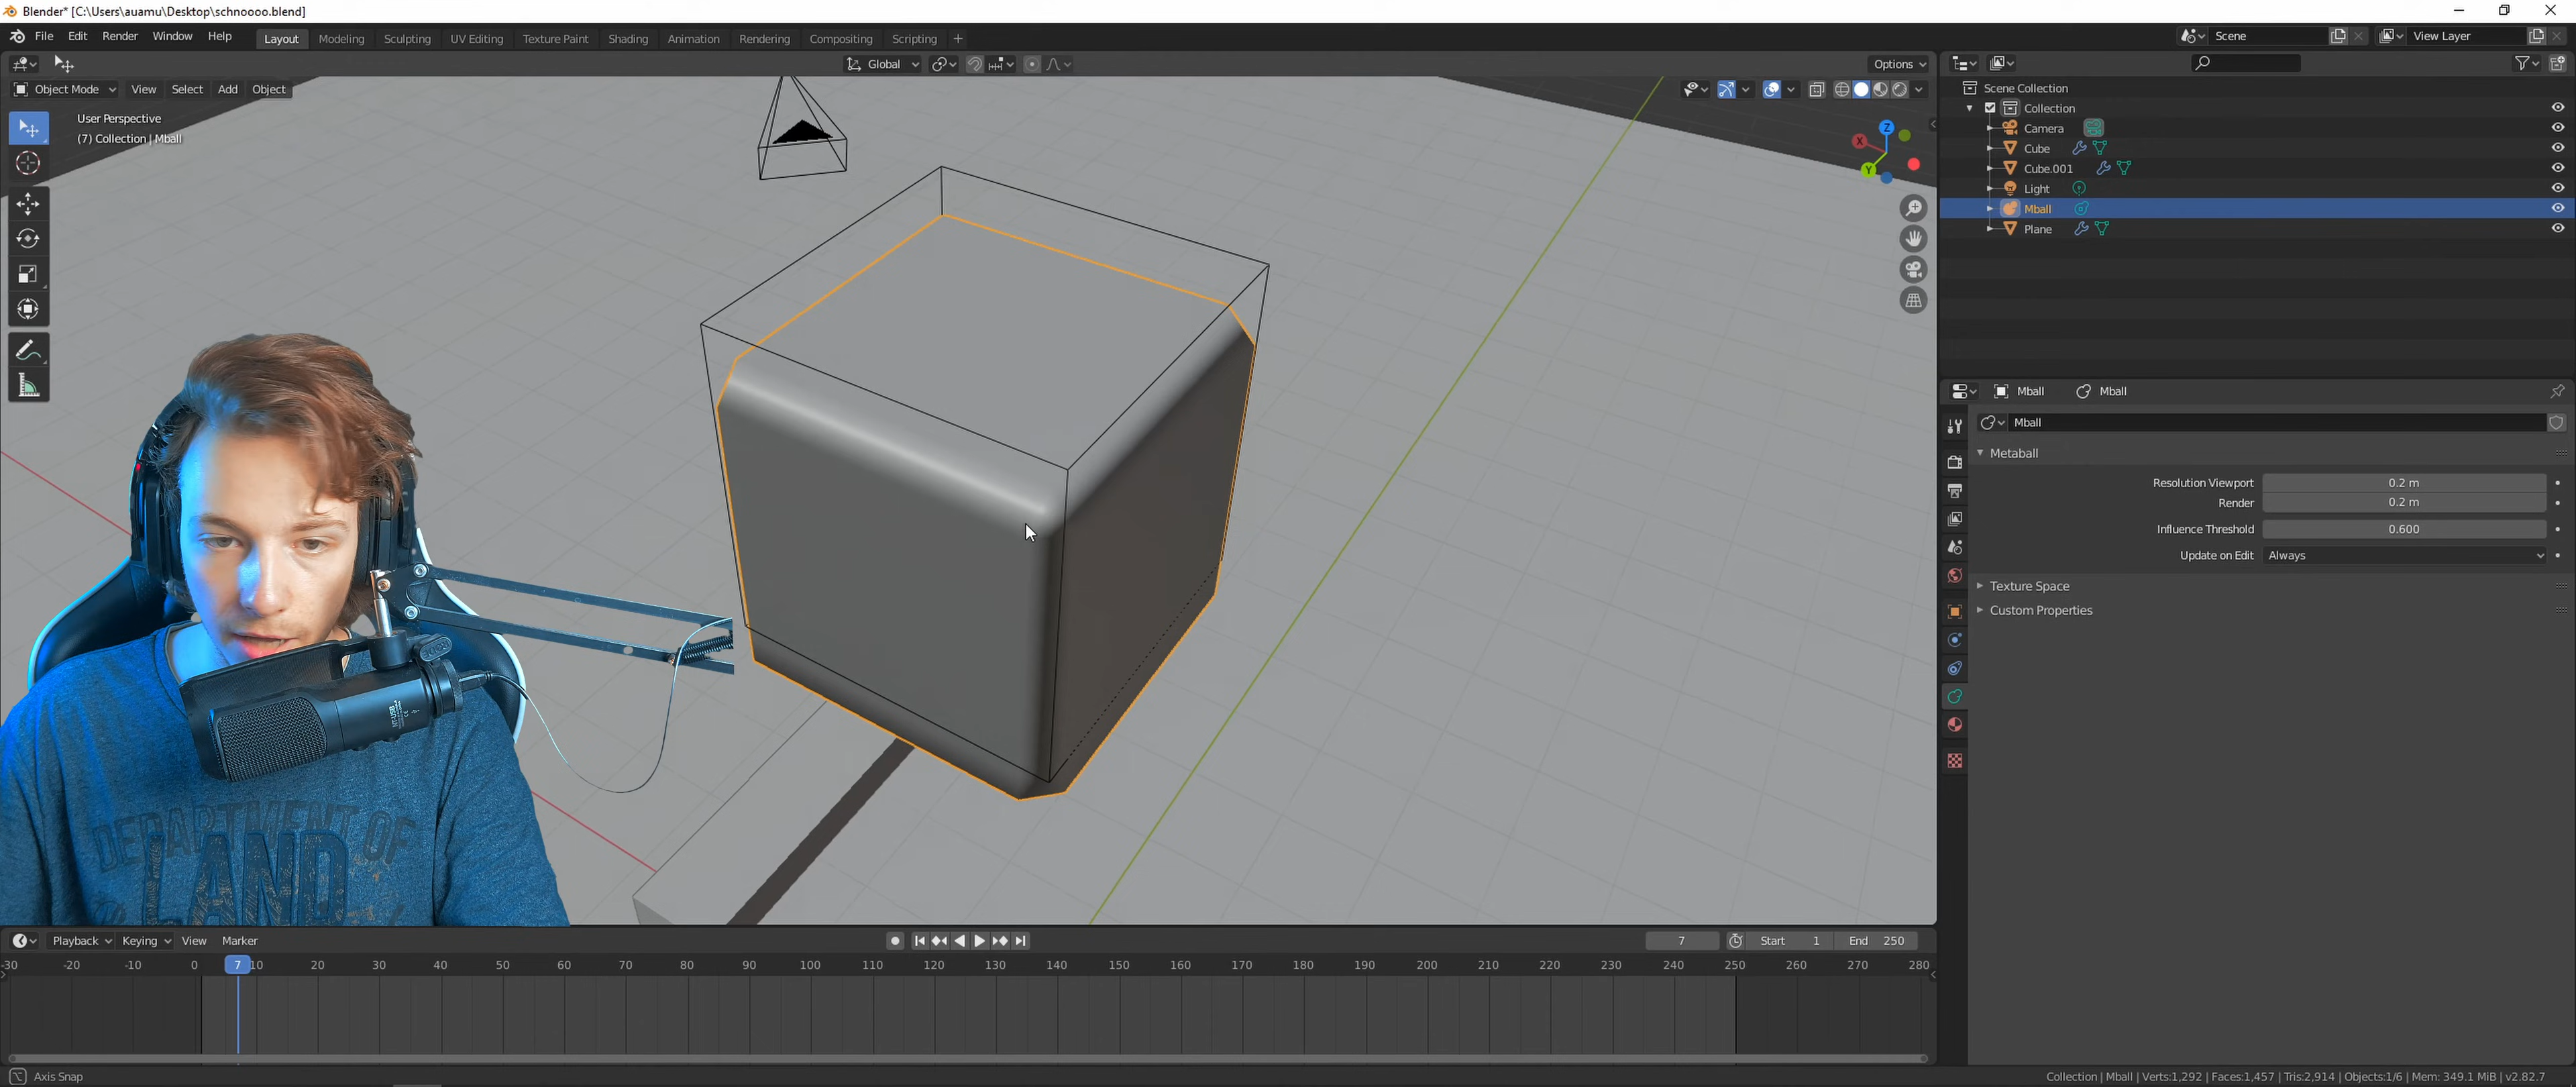 Blender* [C:\Users\auamu\Desktop\schnoooo.blend]
File Edit Render Window Help
Layout Modeling Sculpting UV Editing Texture Paint Shading Animation Rendering Compositing Scripting +
Scene
View Layer
Global
Options
Object Mode View Select Add Object
User Perspective
(7) Collection | Mball
Z
X
Y
Scene Collection
Collection
Camera
Cube
Cube.001
Light
Mball
Plane
Mball Mball
Mball
Metaball
Resolution Viewport 0.2 m
Render 0.2 m
Influence Threshold 0.600
Update on Edit Always
Texture Space
Custom Properties
DEPARTMENT OF
LAND
Playback Keying View Marker
7 Start 1 End 250
-30 -20 -10 0 7 10 20 30 40 50 60 70 80 90 100 110 120 130 140 150 160 170 180 190 200 210 220 230 240 250 260 270 280
Axis Snap
Collection | Mball | Verts:1,292 | Faces:1,457 | Tris:2,914 | Objects:1/6 | Mem: 349.1 MiB | v2.82.7